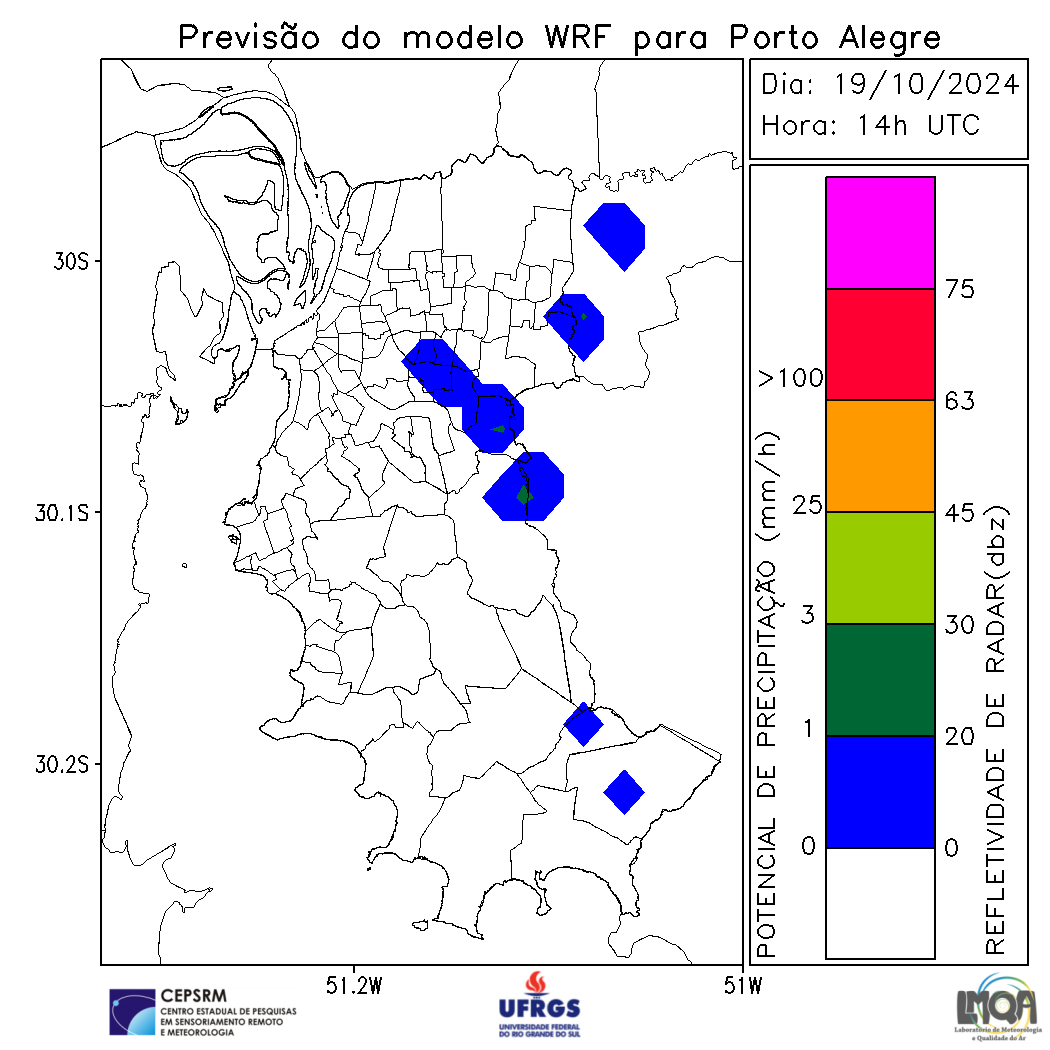 Previsão do modelo WRF para Porto Alegre
Dia: 19/10/2024
Hora: 14h UTC
30S
30.1S
30.2S
51.2W
51W
POTENCIAL DE PRECIPITAÇÃO (mm/h)
>100
25
3
1
0
75
63
45
30
20
0
REFLETIVIDADE DE RADAR(dbz)
CEPSRM
CENTRO ESTADUAL DE PESQUISAS
EM SENSORIAMENTO REMOTO
E METEOROLOGIA
UFRGS
UNIVERSIDADE FEDERAL
DO RIO GRANDE DO SUL
LMQA
Laboratório de Meteorologia
e Qualidade do Ar